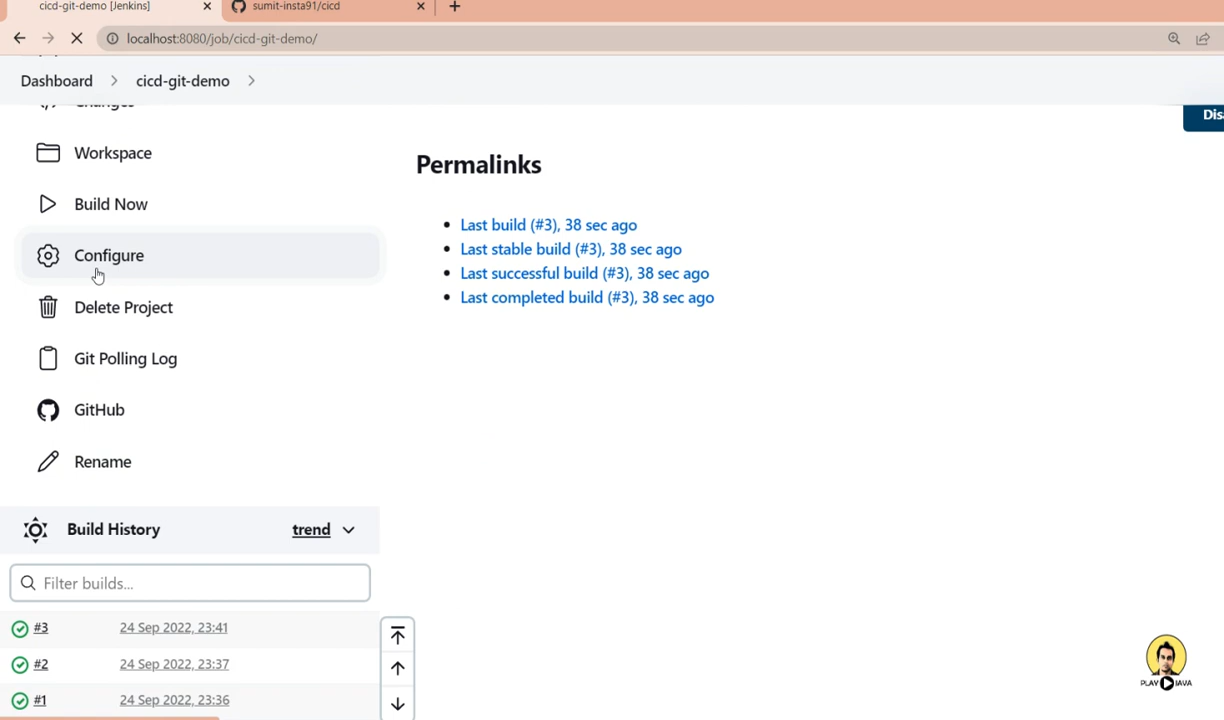 cicd-git-demo [Jenkins]
sumit-insta91/cicd
localhost:8080/job/cicd-git-demo/
Dashboard
cicd-git-demo
Changes
Workspace
Build Now
Configure
Delete Project
Git Polling Log
GitHub
Rename
Permalinks
Last build (#3), 38 sec ago
Last stable build (#3), 38 sec ago
Last successful build (#3), 38 sec ago
Last completed build (#3), 38 sec ago
Dis
Build History
trend
Filter builds...
#3 24 Sep 2022, 23:41
#2 24 Sep 2022, 23:37
#1 24 Sep 2022, 23:36
PLAY JAVA